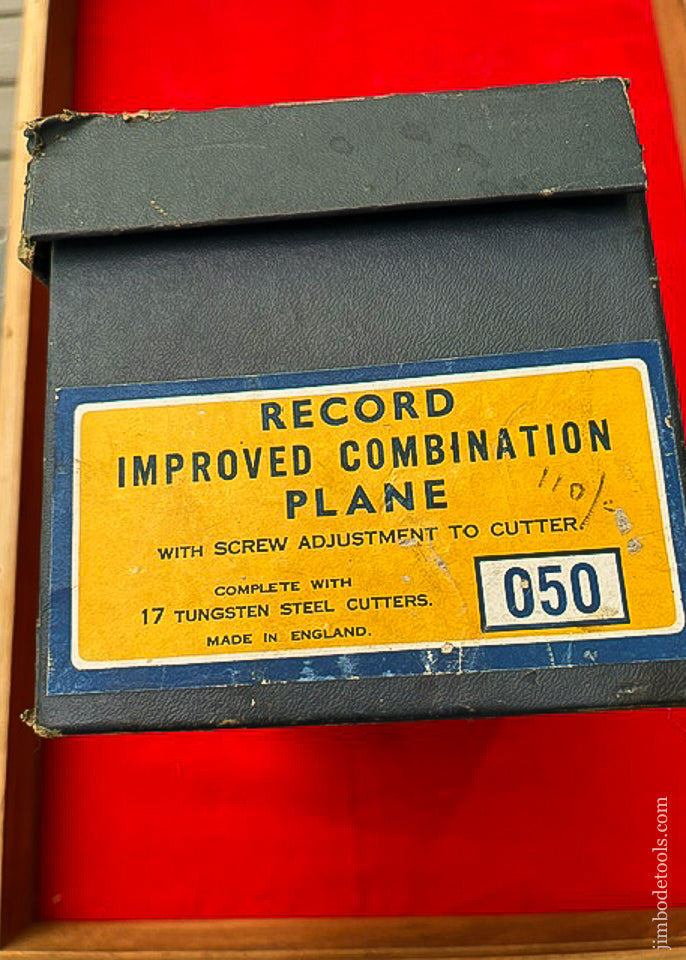 RECORD
IMPROVED COMBINATION
PLANE
110/
WITH SCREW ADJUSTMENT TO CUTTER.
COMPLETE WITH
17 TUNGSTEN STEEL CUTTERS.
050
MADE IN ENGLAND.
jimbodetools.com